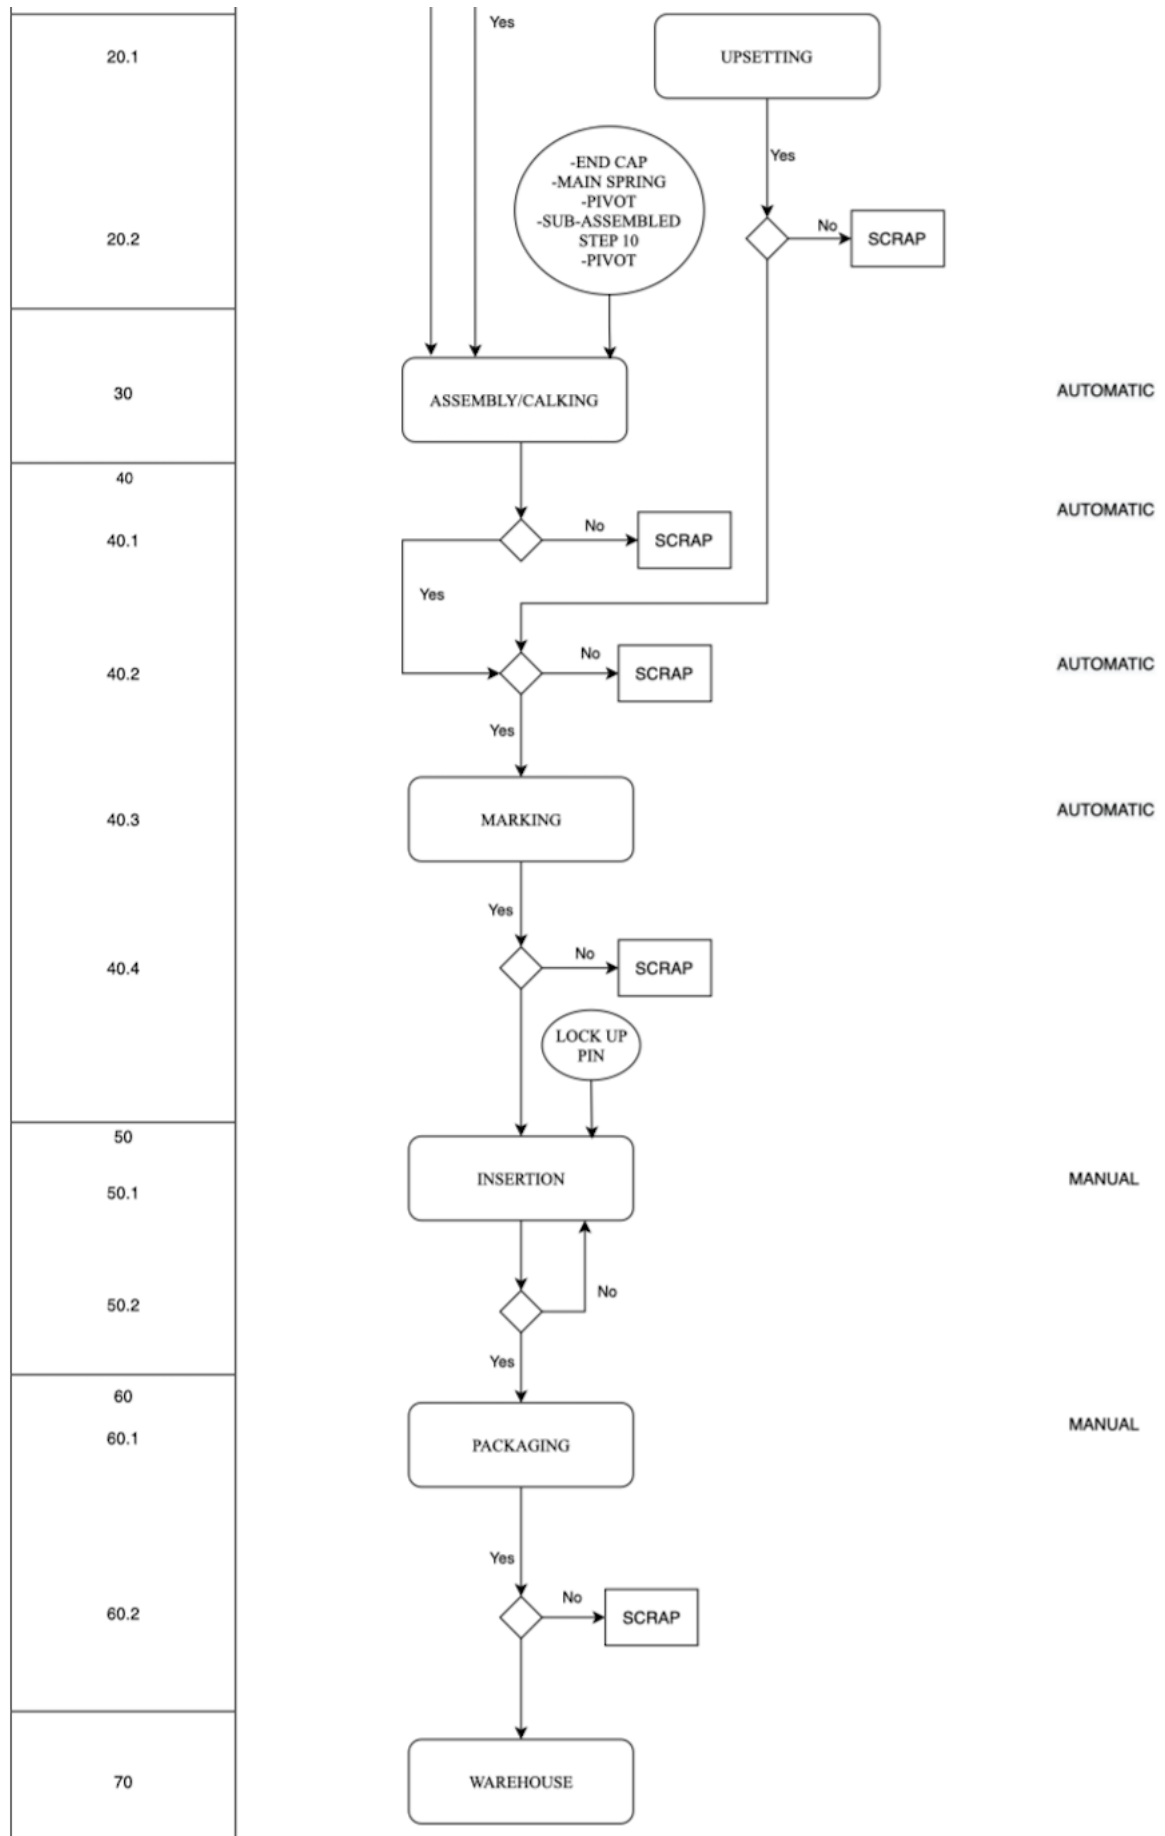 Yes
20.1
UPSETTING
Yes
-END CAP
-MAIN SPRING
-PIVOT
-SUB-ASSEMBLED
STEP 10
-PIVOT
20.2
No
SCRAP
30
ASSEMBLY/CALKING
AUTOMATIC
40
AUTOMATIC
40.1
No
SCRAP
Yes
40.2
No
SCRAP
AUTOMATIC
Yes
40.3
MARKING
AUTOMATIC
Yes
40.4
No
SCRAP
LOCK UP
PIN
50
50.1
INSERTION
MANUAL
50.2
No
Yes
60
60.1
PACKAGING
MANUAL
Yes
60.2
No
SCRAP
70
WAREHOUSE